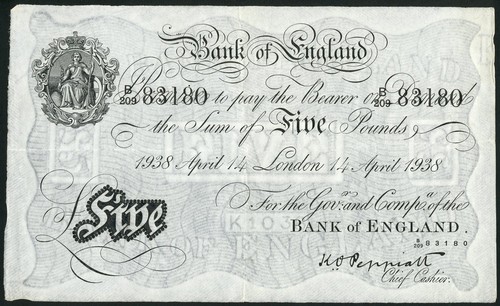 Bank of England
B/209 83180 to pay the Bearer on Demand B/209 83180
the Sum of Five Pounds
1938 April 14 London 14 April 1938
For the Govr. and Compa. of the
BANK OF ENGLAND.
£Five
B/209 83180
K.O. Peppiatt
Chief Cashier.